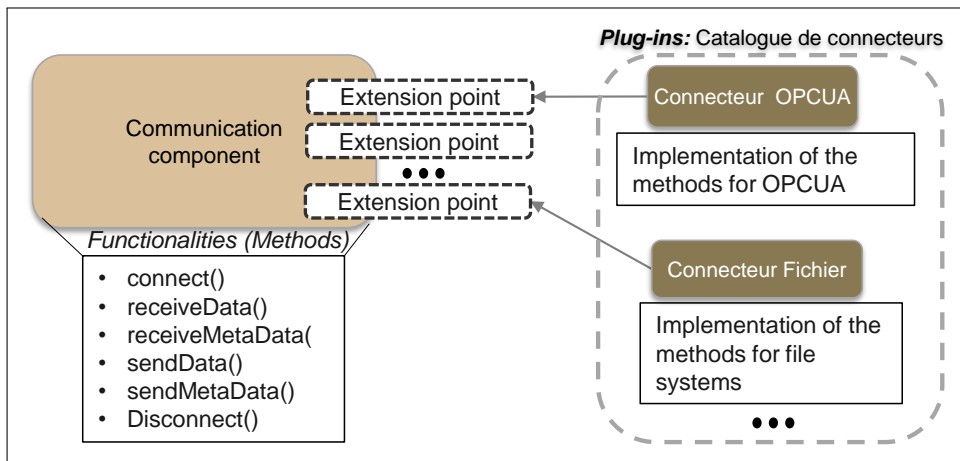 Plug-ins: Catalogue de connecteurs
Communication
component
Extension point
Extension point
•••
Extension point
Functionalities (Methods)
• connect()
• receiveData()
• receiveMetaData(
• sendData()
• sendMetaData()
• Disconnect()
Connecteur OPCUA
Implementation of the
methods for OPCUA
Connecteur Fichier
Implementation of the
methods for file
systems
•••